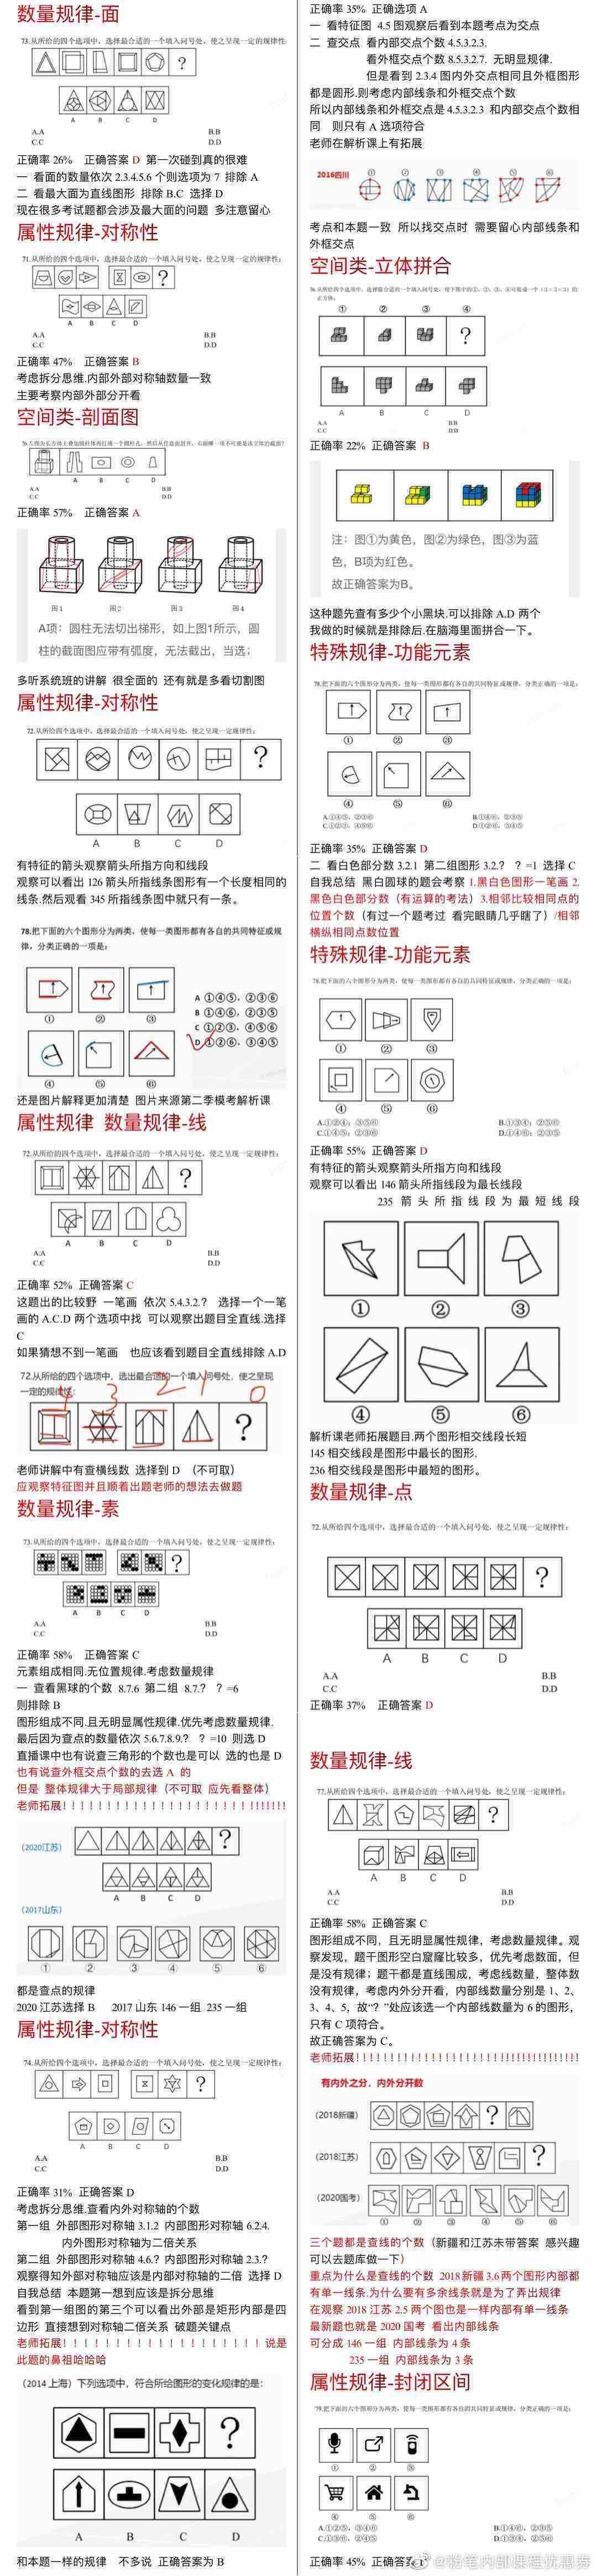 数量规律-面
73.从所给的四个选项中，选择最合适的一个填入问号处，使之呈现一定的规律性：
?
A B C D
A.A B.B
C.C D.D
正确率 26% 正确答案 D 第一次碰到真的很难
一 看面的数量依次 2.3.4.5.6 个则选项为 7 排除 A
二 看最大面为直线图形 排除 B.C 选择 D
现在很多考试题都会涉及最大面的问题 多注意留心
属性规律-对称性
71.从所给的四个选项中，选择最合适的一个填入问号处，使之呈现一定的规律性：
?
A B C D
A.A B.B
C.C D.D
正确率 47% 正确答案 B
考虑拆分思维.内部外部对称轴数量一致
主要考察内部外部分开看
空间类-剖面图
A B C D
A.A B.B
C.C D.D
正确率 57% 正确答案 A
图1 图2 图3 图4
A项：圆柱无法切出梯形，如上图1所示，圆
柱的截面图应带有弧度，无法截出，当选；
多听系统班的讲解 很全面的 还有就是多看切割图
属性规律-对称性
72.从所给四个选项中，选择最合适的一个填入问号处，使之呈现一定规律性：
?
A B C D
有特征的箭头观察箭头所指方向和线段
观察可以看出 126 箭头所指线条图形有一个长度相同的
线条.然后观看 345 所指线条图中就只有一条。
78.把下面的六个图形分为两类，使每一类图形都有各自的共同特征或规
律，分类正确的一项是：
① ② ③
④ ⑤ ⑥
A ①④⑤，②③⑥
B ①④⑥，②③⑤
C ①②③，④⑤⑥
D ①②⑥，③④⑤
还是图片解释更加清楚 图片来源第二季模考解析课
属性规律 数量规律-线
72.从所给四个选项中，选择最合适的一个填入问号处，使之呈现一定规律性：
?
A B C D
A.A B.B
C.C D.D
正确率 52% 正确答案 C
这题出的比较野 一笔画 依次 5.4.3.2.？ 选择一个一笔
画的 A.C.D 两个选项中找 可以观察出题目全直线.选择
C
如果猜想不到一笔画 也应该看到题目全直线排除 A.D
72.从所给的四个选项中，选出最合适的一个填入问号处，使之呈现
一定的规律性：
4 3 2 1 0
?
老师讲解中有查横线数 选择到 D （不可取）
应观察特征图并且顺着出题老师的想法去做题
数量规律-素
73.从所给的四个选项中，选择最合适的一个填入问号处，使之呈现一定规律性：
?
A B C D
A.A B.B
C.C D.D
正确率 58% 正确答案 C
元素组成相同.无位置规律.考虑数量规律
一 查看黑球的个数 8.7.6 第二组 8.7.？ ？=6
则排除 B
图形组成不同.且无明显属性规律.优先考虑数量规律.
最后因为查点的数量依次 5.6.7.8.9.？ ？=10 则选 D
直播课中也有说查三角形的个数也是可以 选的也是 D
也有说查外框交点个数的去选 A 的
但是 整体规律大于局部规律（不可取 应先看整体）
老师拓展！！！！！！！！！！！！！！！！！！！！！！！！！！！！
(2020江苏)
?
A B C D
(2017山东)
① ② ③ ④ ⑤ ⑥
都是查点的规律
2020 江苏选择 B 2017 山东 146 一组 235 一组
属性规律-对称性
74.从所给四个选项中，选择最合适的一个填入问号处，使之呈现一定规律性：
?
A B C D
A.A B.B
C.C D.D
正确率 31% 正确答案 D
考虑拆分思维.查看内外对称轴的个数
第一组 外部图形对称轴 3.1.2 内部图形对称轴 6.2.4.
内外图形对称轴为二倍关系
第二组 外部图形对称轴 4.6.？ 内部图形对称轴 2.3.？
观察得知外部对称轴应该是内部对称轴的二倍 选择 D
自我总结 本题第一想到应该是拆分思维
看到第一组图的第三个可以看出外部是矩形内部是四
边形 直接想到对称轴二倍关系 破题关键点
老师拓展！！！！！！！！！！！！！！！！！！！！！说是
此题的鼻祖哈哈哈
(2014 上海) 下列选项中，符合所给图形的变化规律的是：
?
A B C D
和本题一样的规律 不多说 正确答案为 B
正确率 35% 正确选项 A
一 看特征图 4.5 图观察后看到本题考点为交点
二 查交点 看内部交点个数 4.5.3.2.3.
看外框交点个数 8.5.3.2.7. 无明显规律.
但是看到 2.3.4 图内外交点相同且外框图形
都是圆形.则考虑内部线条和外框交点个数
所以内部线条和外框交点是 4.5.3.2.3 和内部交点个数相
同 则只有 A 选项符合
老师在解析课上有拓展
2016四川
① ② ③ ④ ⑤ ⑥
考点和本题一致 所以找交点时 需要留心内部线条和
外框交点
空间类-立体拼合
① ② ③ ④
?
A B C D
A.A B.B
C.C D.D
正确率 22% 正确答案 B
注：图①为黄色，图②为绿色，图③为蓝
色，B项为红色。
故正确答案为B。
这种题先查有多少个小黑块.可以排除 A.D 两个
我做的时候就是排除后.在脑海里面拼合一下。
特殊规律-功能元素
78.把下面的六个图形分为两类，使每一类图形都有各自的共同特征或规律，分类正确的一项是：
① ② ③
④ ⑤ ⑥
A.①④⑤，②③⑥ B.①④⑥，②③⑤
C.①②③，④⑤⑥ D.①②⑥，③④⑤
正确率 35% 正确答案 D
二 看白色部分数 3.2.1 第二组图形 3.2.？ ？=1 选择 C
自我总结 黑白圆球的题会考察 1.黑白色图形一笔画 2.
黑色白色部分数（有运算的考法）3.相邻比较相同点的
位置个数（有过一个题考过 看完眼睛几乎瞎了）/相邻
横纵相同点数位置
特殊规律-功能元素
78.把下面的六个图形分为两类，使每一类图形都有各自的共同特征或规律，分类正确的一项是：
① ② ③
④ ⑤ ⑥
A.①②④；③⑤⑥ B.①③④；②⑤⑥
C.①④⑤；②③⑥ D.①④⑥；②③⑤
正确率 55% 正确答案 D
有特征的箭头观察箭头所指方向和线段
观察可以看出 146 箭头所指线段为最长线段
235 箭头所指线段为最短线段
① ② ③
④ ⑤ ⑥
解析课老师拓展题目.两个图形相交线段长短
145 相交线段是图形中最长的图形.
236 相交线段是图形中最短的图形。
数量规律-点
72.从所给四个选项中，选择最合适的一个填入问号处，使之呈现一定规律性：
?
A B C D
A.A B.B
C.C D.D
正确率 37% 正确答案 D
数量规律-线
77.从所给四个选项中，选择最合适的一个填入问号处，使之呈现一定规律性：
?
A B C D
A.A B.B
C.C D.D
正确率 58% 正确答案 C
图形组成不同，且无明显属性规律，考虑数量规律。观
察发现，题干图形空白窟窿比较多，优先考虑数面，但
是没有规律；题干都是直线围成，考虑线数量，整体数
没有规律，考虑内外分开看，内部线数量分别是 1、2、
3、4、5，故“？”处应该选一个内部线数量为 6 的图形，
只有 C 项符合。
故正确答案为 C。
老师拓展！！！！！！！！！！！！！！！！！！！！！！！！！！！！！！！！！
有内外之分，内外分开数
(2018新疆)
?
(2018江苏)
?
(2020国考)
① ② ③ ④ ⑤ ⑥
三个题都是查线的个数（新疆和江苏未带答案 感兴趣
可以去题库做一下）
重点为什么是查线的个数 2018 新疆 3.6 两个图形内部都
有单一线条.为什么要有多余线条就是为了弄出规律
在观察 2018 江苏 2.5 两个图也是一样内部有单一线条
最新题也就是 2020 国考 看出内部线条
可分成 146 一组 内部线条为 4 条
235 一组 内部线条为 3 条
属性规律-封闭区间
79.把下面的六个图形分为两类，使每一类图形都有各自的共同特征或规律，分类正确的一项是：
① ② ③
④ ⑤ ⑥
A.①②⑤，③④⑥ B.①④⑥，②③⑤
C.①③⑥，②④⑤ D.①③④，②⑤⑥
正确率 45% 正确答
@粉笔内部课程优惠券